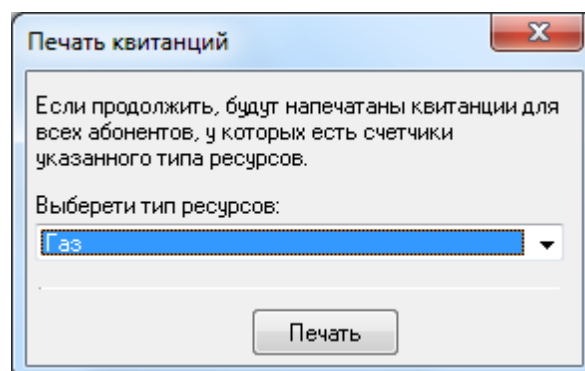 Печать квитанций
Если продолжить, будут напечатаны квитанции для
всех абонентов, у которых есть счетчики
указанного типа ресурсов.
Выберети тип ресурсов:
Газ
Печать